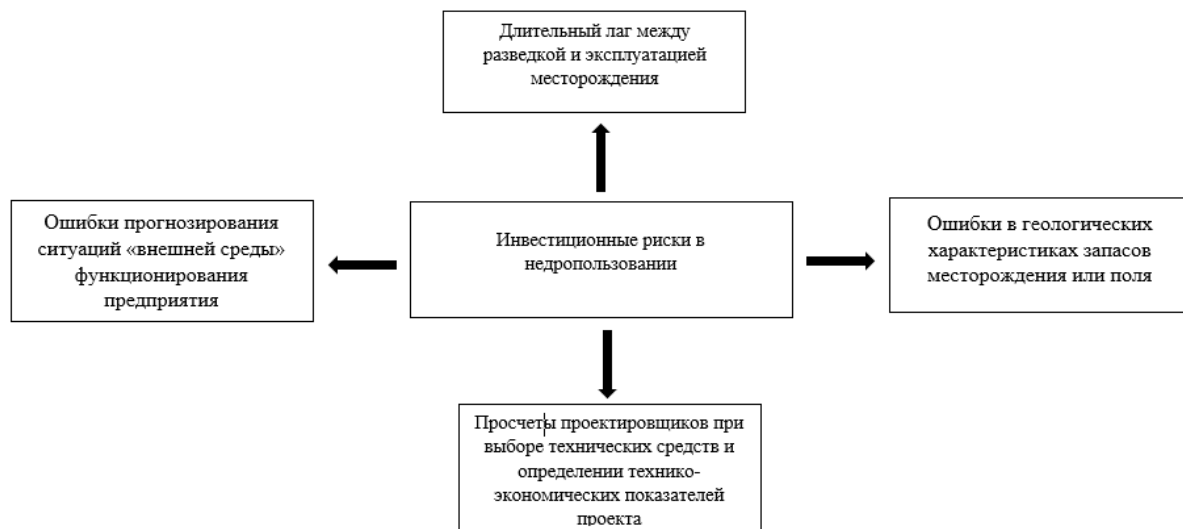 Длительный лаг между
разведкой и эксплуатацией
месторождения
Ошибки прогнозирования
ситуаций «внешней среды»
функционирования
предприятия
Инвестиционные риски в
недропользовании
Ошибки в геологических
характеристиках запасов
месторождения или поля
Просчеты проектировщиков при
выборе технических средств и
определении технико-
экономических показателей
проекта